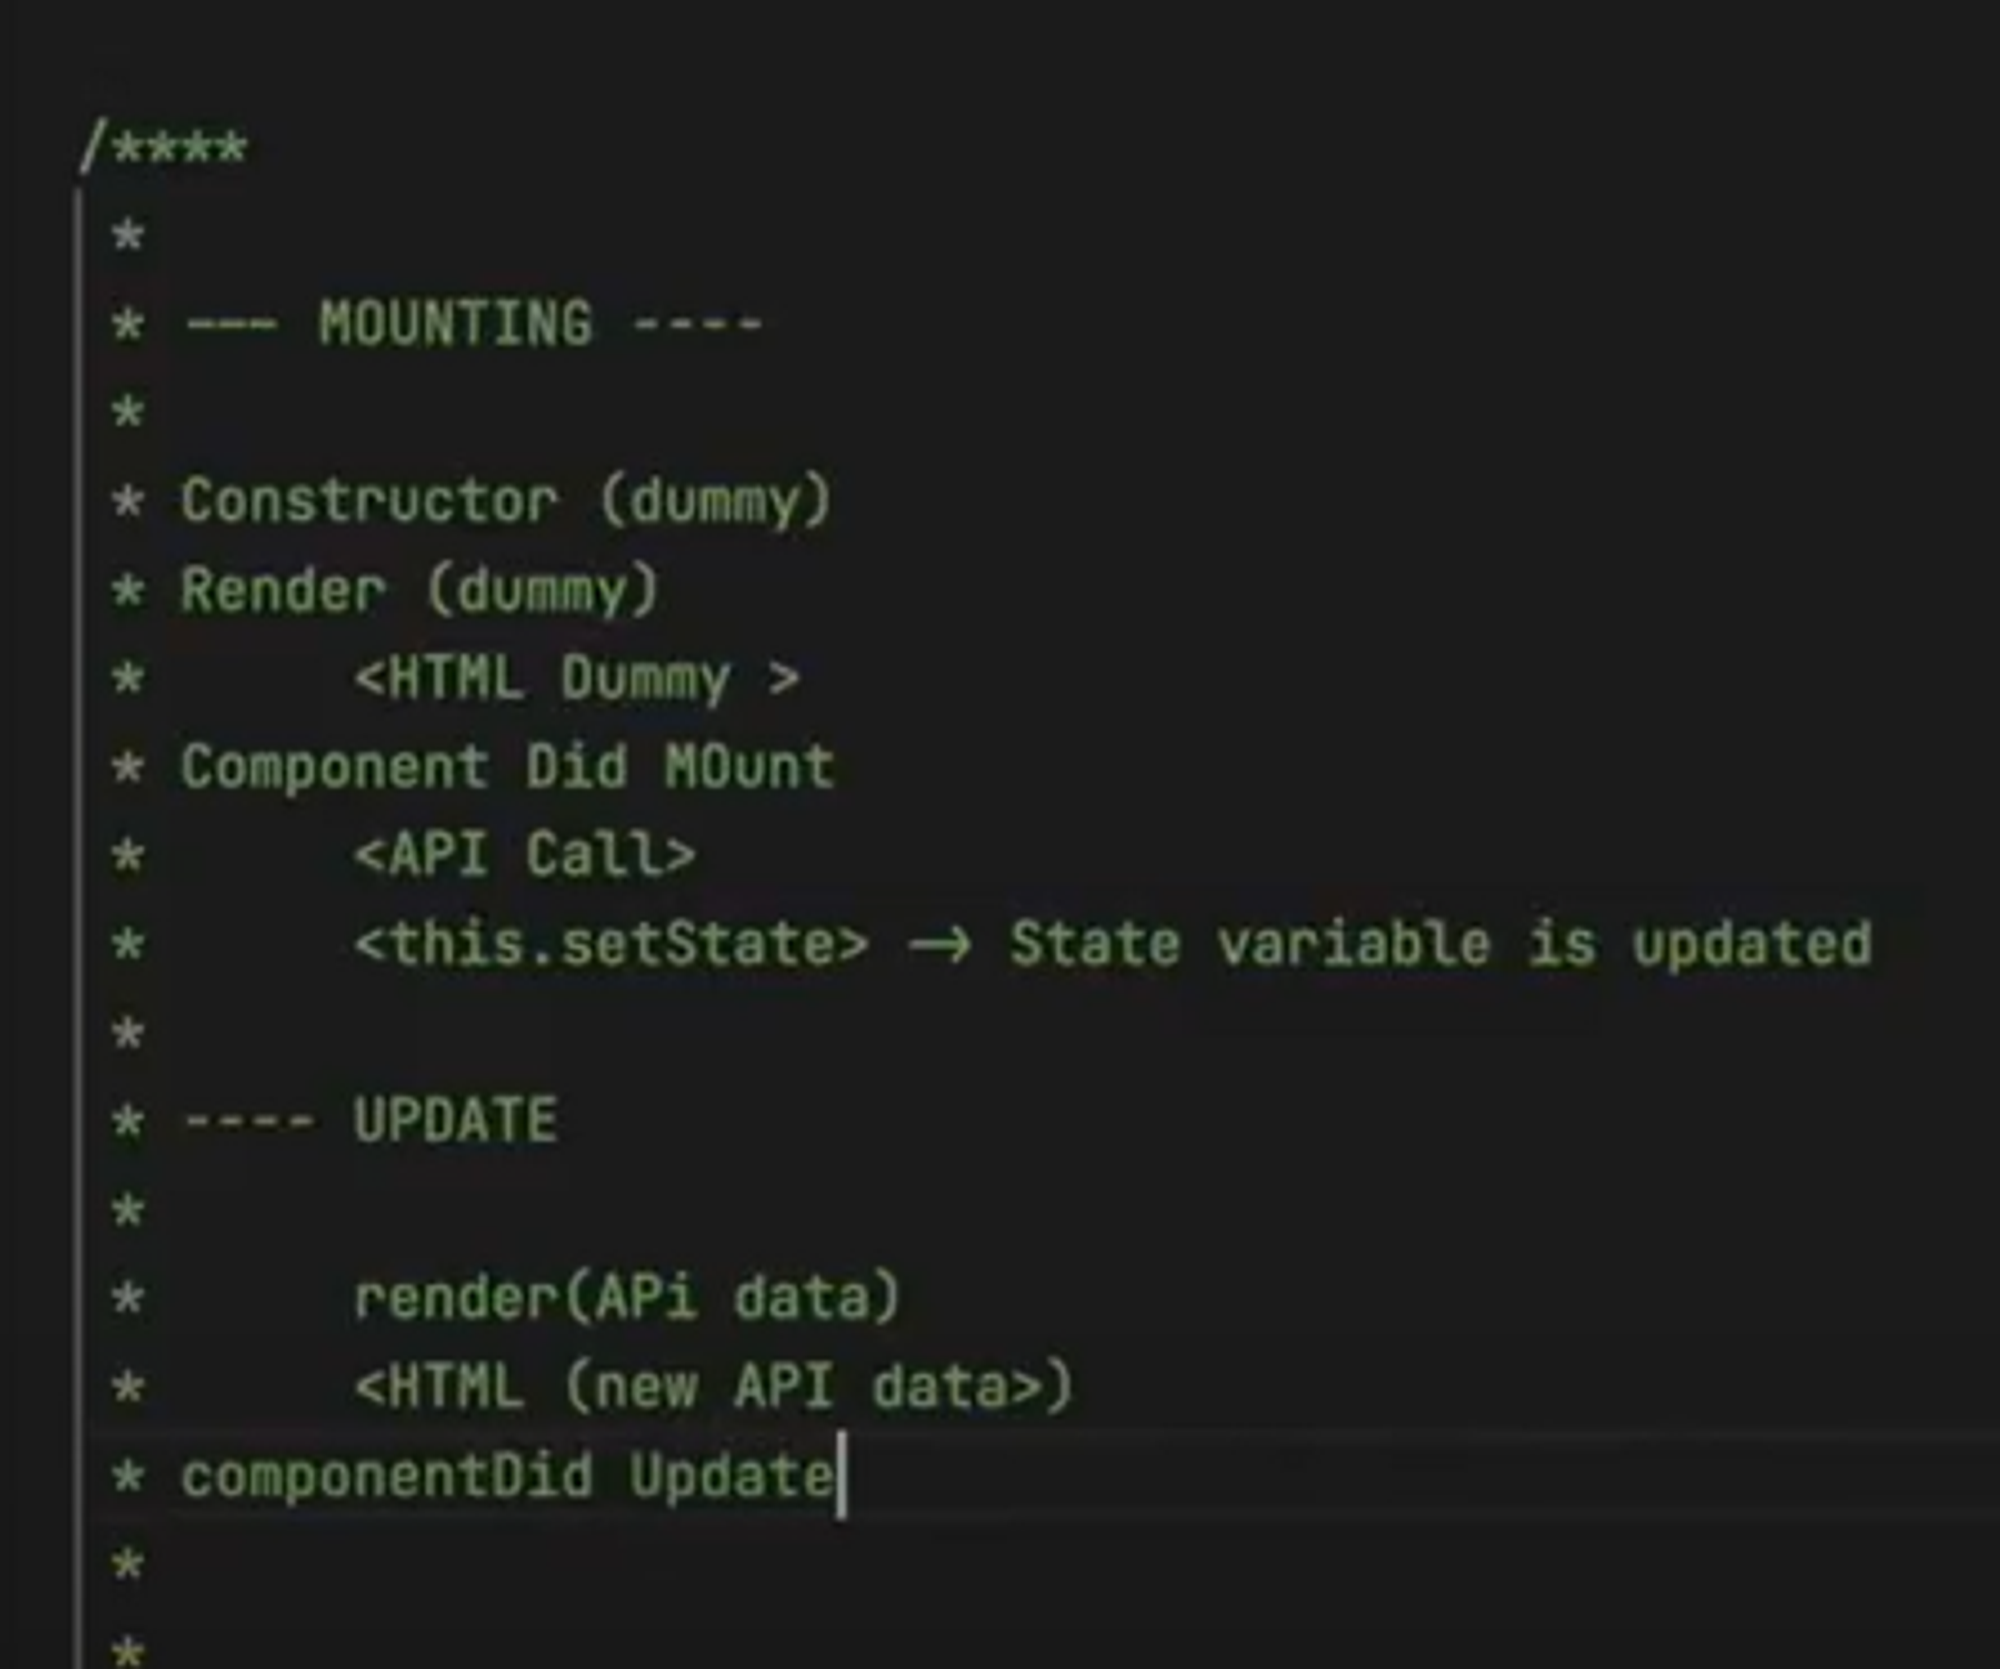 /****
*
* --- MOUNTING ----
*
* Constructor (dummy)
* Render (dummy)
*      <HTML Dummy >
* Component Did MOunt
*      <API Call>
*      <this.setState> -> State variable is updated
*
* ---- UPDATE
*
*      render(APi data)
*      <HTML (new API data>)
* componentDid Update
*
*